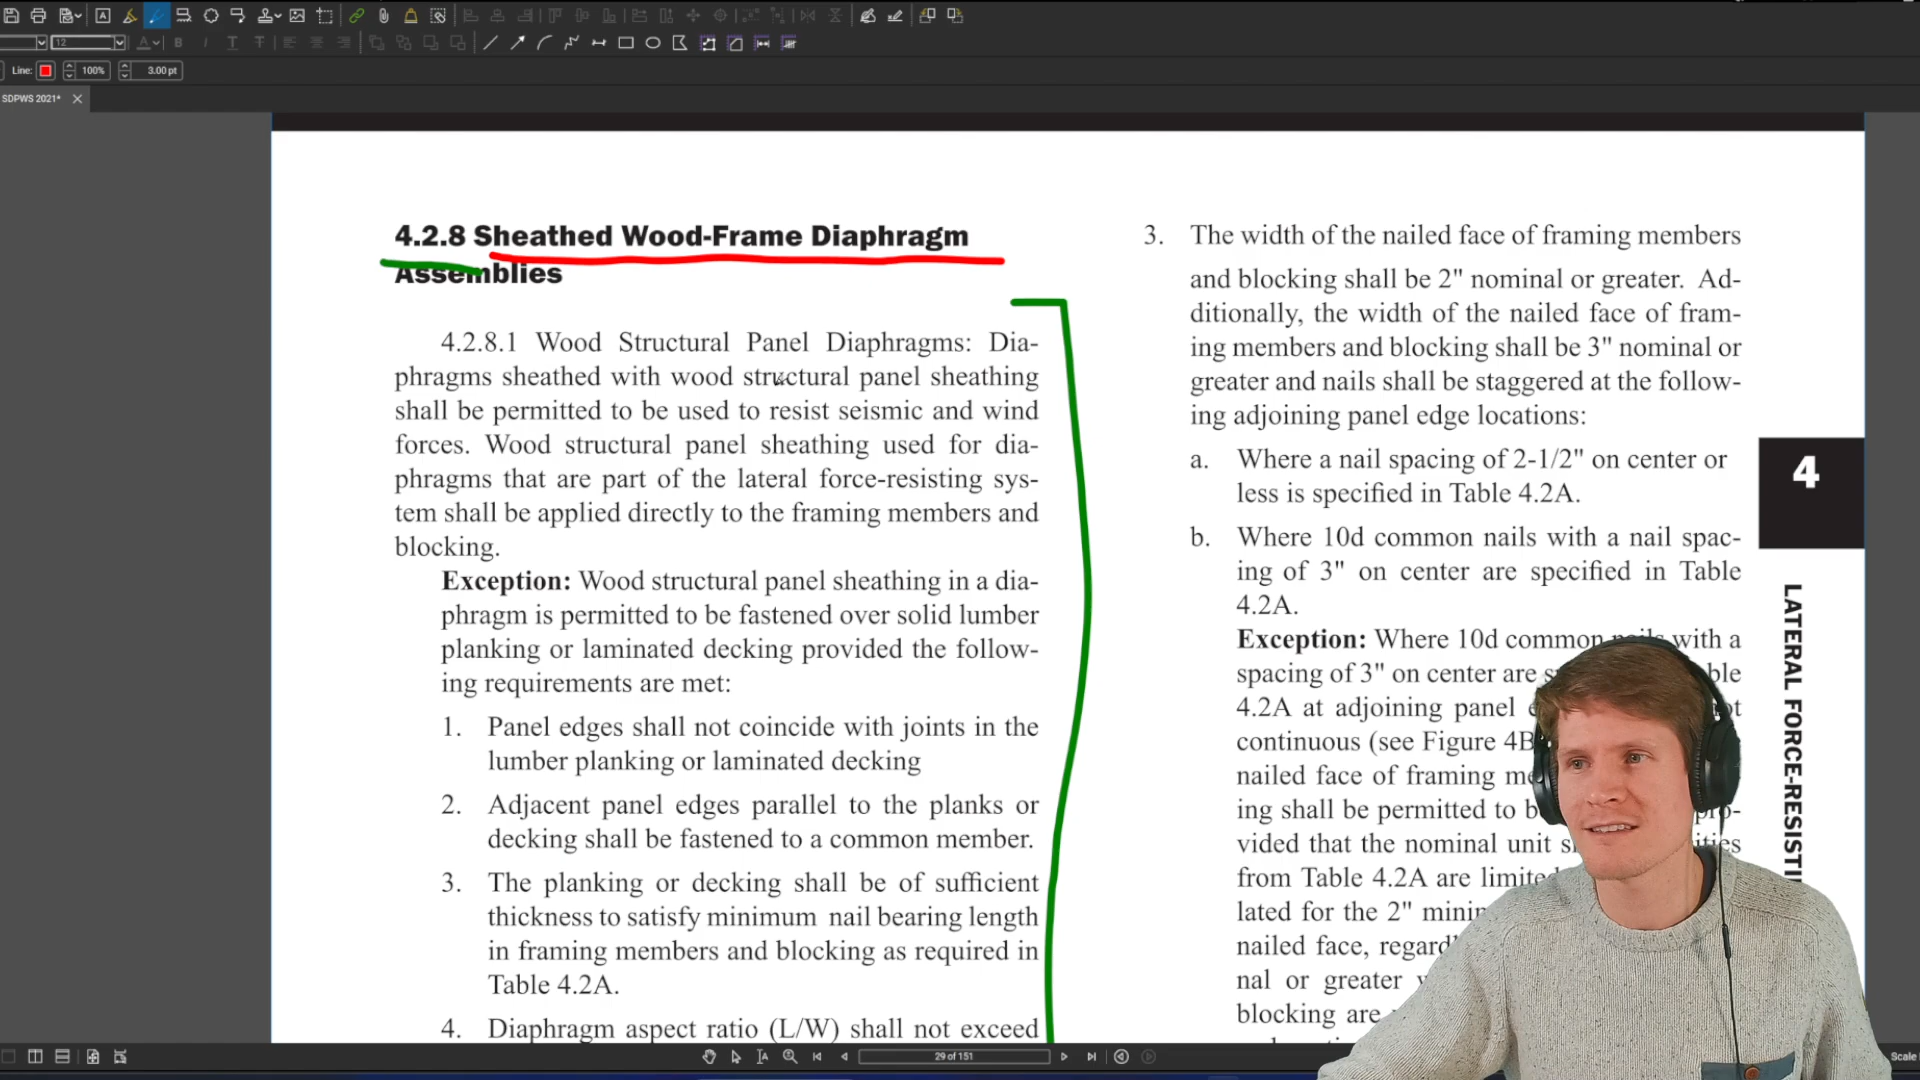 12
Line:
100%
3.00 pt
SDPWS 2021*
4.2.8 Sheathed Wood-Frame Diaphragm
Assemblies
4.2.8.1 Wood Structural Panel Diaphragms: Dia-
phragms sheathed with wood structural panel sheathing
shall be permitted to be used to resist seismic and wind
forces. Wood structural panel sheathing used for dia-
phragms that are part of the lateral force-resisting sys-
tem shall be applied directly to the framing members and
blocking.
Exception: Wood structural panel sheathing in a dia-
phragm is permitted to be fastened over solid lumber
planking or laminated decking provided the follow-
ing requirements are met:
1. Panel edges shall not coincide with joints in the
lumber planking or laminated decking
2. Adjacent panel edges parallel to the planks or
decking shall be fastened to a common member.
3. The planking or decking shall be of sufficient
thickness to satisfy minimum nail bearing length
in framing members and blocking as required in
Table 4.2A.
4. Diaphragm aspect ratio (L/W) shall not exceed
3. The width of the nailed face of framing members
and blocking shall be 2" nominal or greater. Ad-
ditionally, the width of the nailed face of fram-
ing members and blocking shall be 3" nominal or
greater and nails shall be staggered at the follow-
ing adjoining panel edge locations:
a. Where a nail spacing of 2-1/2" on center or
less is specified in Table 4.2A.
b. Where 10d common nails with a nail spac-
ing of 3" on center are specified in Table
4.2A.
Exception: Where 10d common nails with a
spacing of 3" on center are
4.2A at adjoining panel
continuous (see Figure 4B
nailed face of framing
ing shall be permitted to
vided that the nominal unit
from Table 4.2A are
lated for the 2"
nailed face,
nal or greater
blocking are
4
LATERAL FORCE-RESISTI
29 of 151
Scale